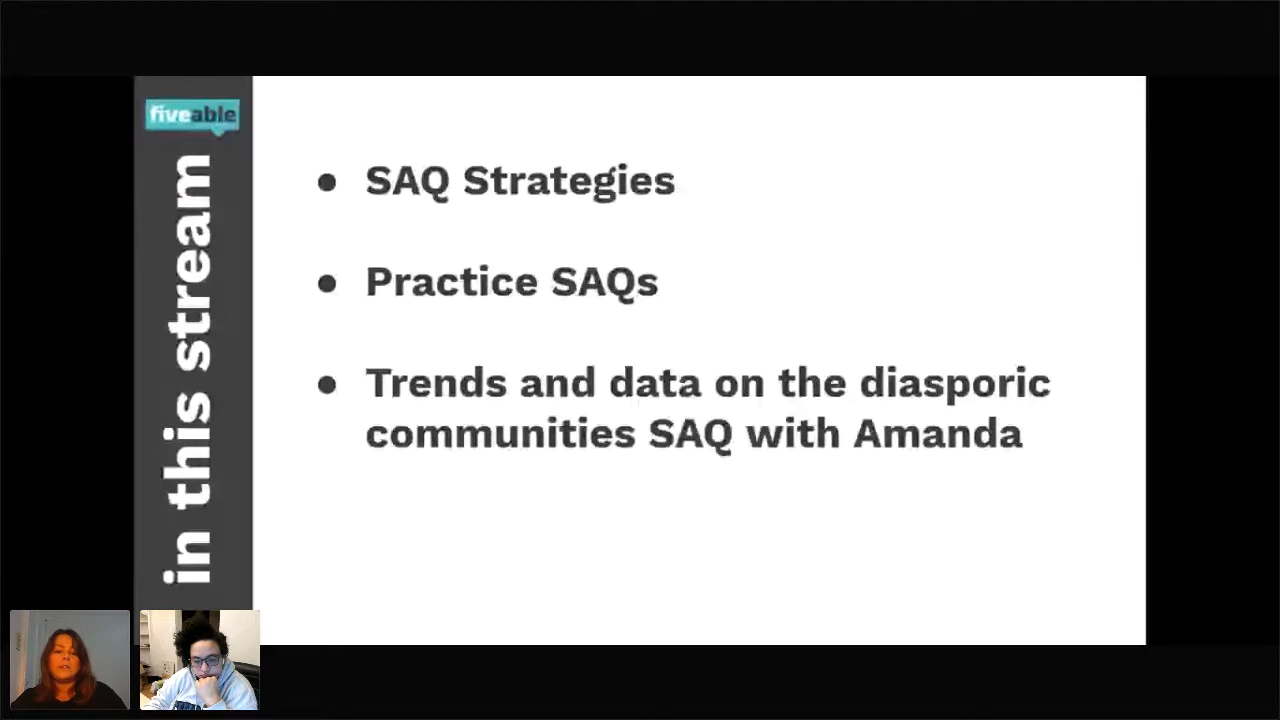 fiveable
in this stream
● SAQ Strategies
● Practice SAQs
● Trends and data on the diasporic
communities SAQ with Amanda